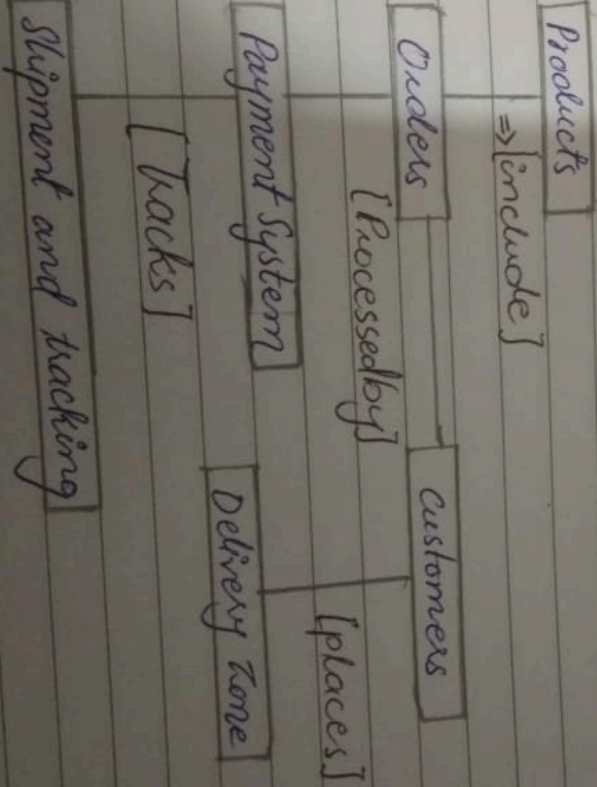 Products
=> [include]
Orders
Customers
[Processedby]
[places]
Payment System
Delivery Zone
[Tracks]
Shipment and tracking